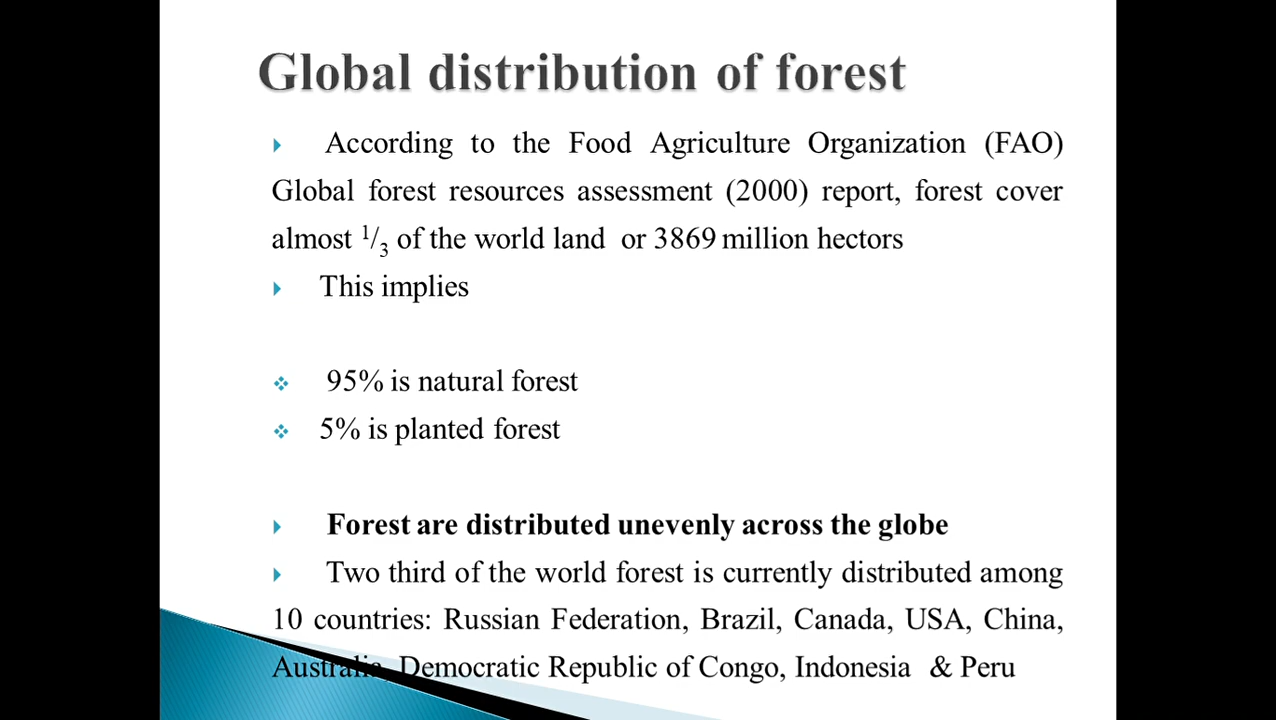 Global distribution of forest
According to the Food Agriculture Organization (FAO)
Global forest resources assessment (2000) report, forest cover
almost 1/3 of the world land or 3869 million hectors
This implies
95% is natural forest
5% is planted forest
Forest are distributed unevenly across the globe
Two third of the world forest is currently distributed among
10 countries: Russian Federation, Brazil, Canada, USA, China,
Australia, Democratic Republic of Congo, Indonesia & Peru